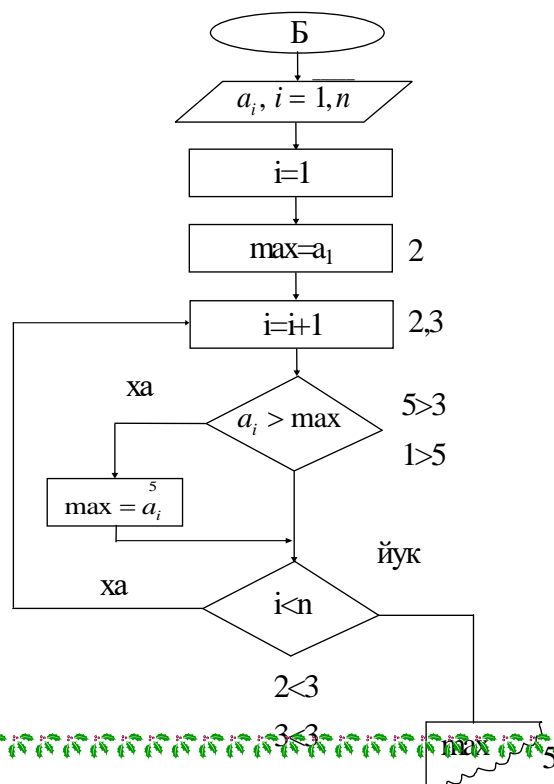 Б
a_i, i = 1,n
i=1
max=a₁ 2
i=i+1 2,3
ха
a_i > max 5>3
1>5
5
max = a_i
йук
ха
i<n
2<3
3<3
max 5